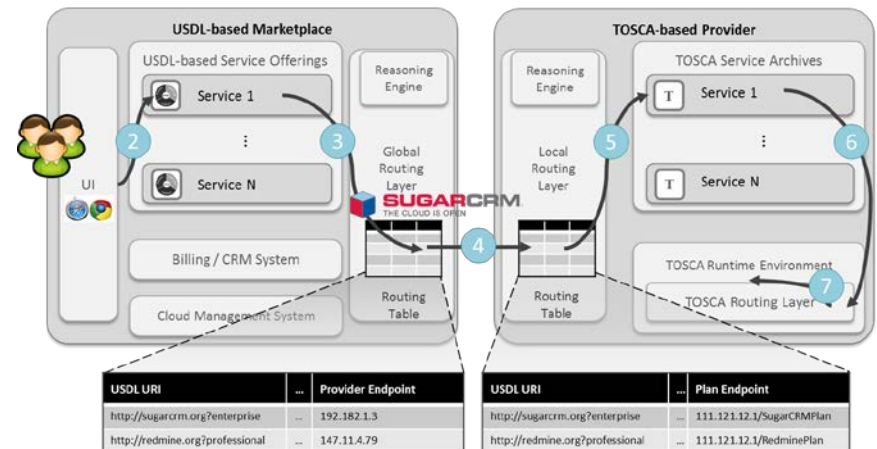 USDL-based Marketplace
UI
USDL-based Service Offerings
Service 1
⋮
Service N
Billing / CRM System
Cloud Management System
Reasoning
Engine
Global
Routing
Layer
SUGARCRM.
THE CLOUD IS OPEN
Routing
Table
2
3
4
TOSCA-based Provider
Reasoning
Engine
Local
Routing
Layer
Routing
Table
5
TOSCA Service Archives
T Service 1
⋮
T Service N
6
TOSCA Runtime Environment
7
TOSCA Routing Layer
USDL URI ... Provider Endpoint
http://sugarcrm.org?enterprise ... 192.182.1.3
http://redmine.org?professional ... 147.11.4.79
USDL URI ... Plan Endpoint
http://sugarcrm.org?enterprise ... 111.121.12.1/SugarCRMPlan
http://redmine.org?professional ... 111.121.12.1/RedminePlan